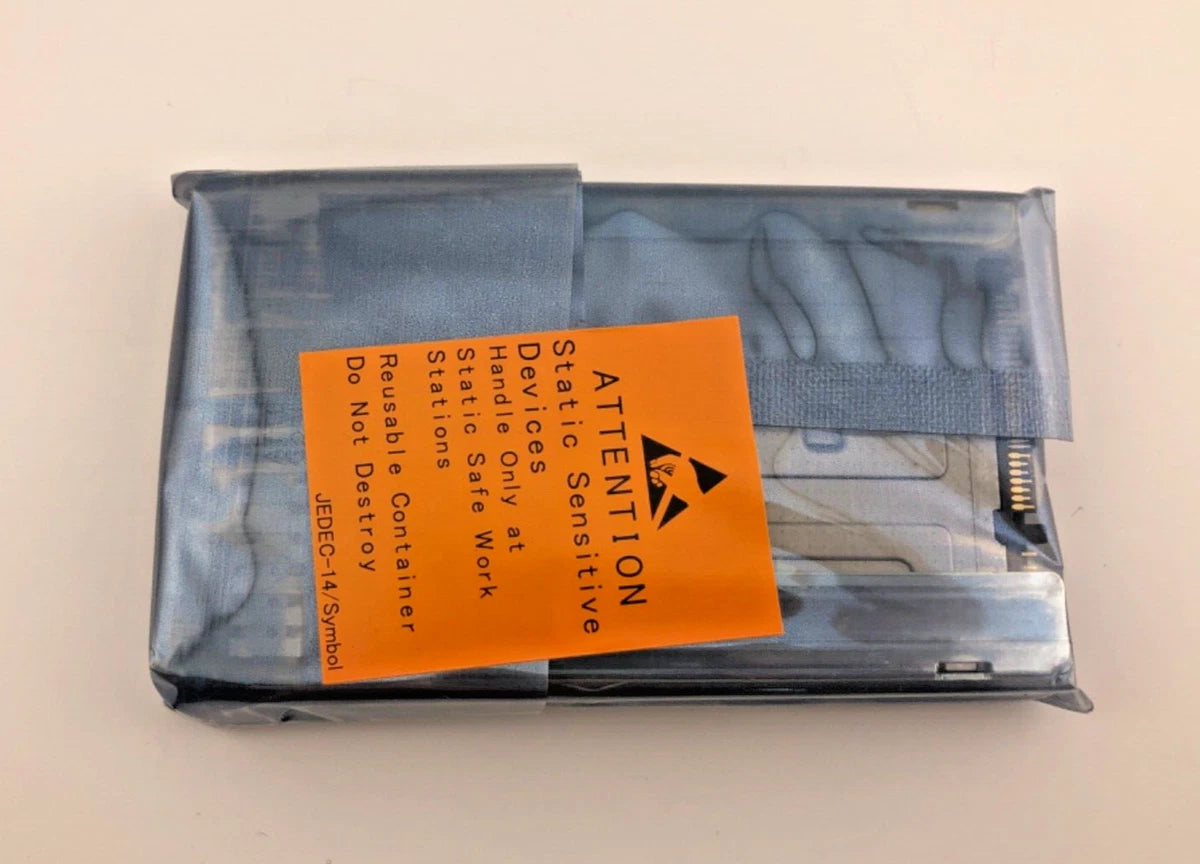 ATTENTION
Static Sensitive
Devices
Handle Only at
Static Safe Work
Stations
Reusable Container
Do Not Destroy
JEDEC-14/Symbol